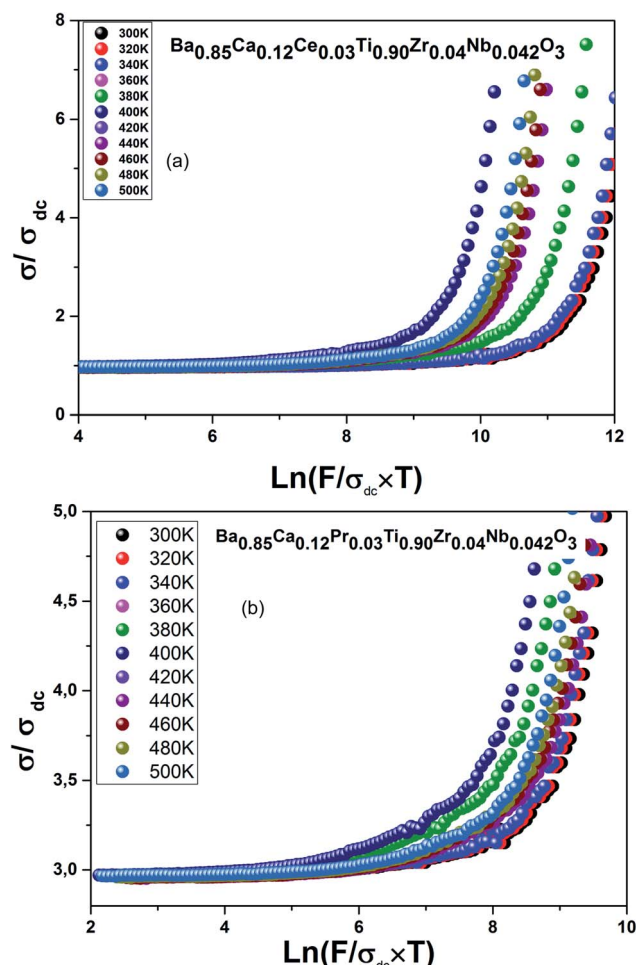 8
6
4
2
0
σ/ σdc
300K
320K
340K
360K
380K
400K
420K
440K
460K
480K
500K
Ba0.85Ca0.12Ce0.03Ti0.90Zr0.04Nb0.042O3
(a)
4 6 8 10 12
Ln(F/σdc×T)
5,0
4,5
4,0
3,5
3,0
σ/ σdc
300K
320K
340K
360K
380K
400K
420K
440K
460K
480K
500K
Ba0.85Ca0.12Pr0.03Ti0.90Zr0.04Nb0.042O3
(b)
2 4 6 8 10
Ln(F/σdc×T)